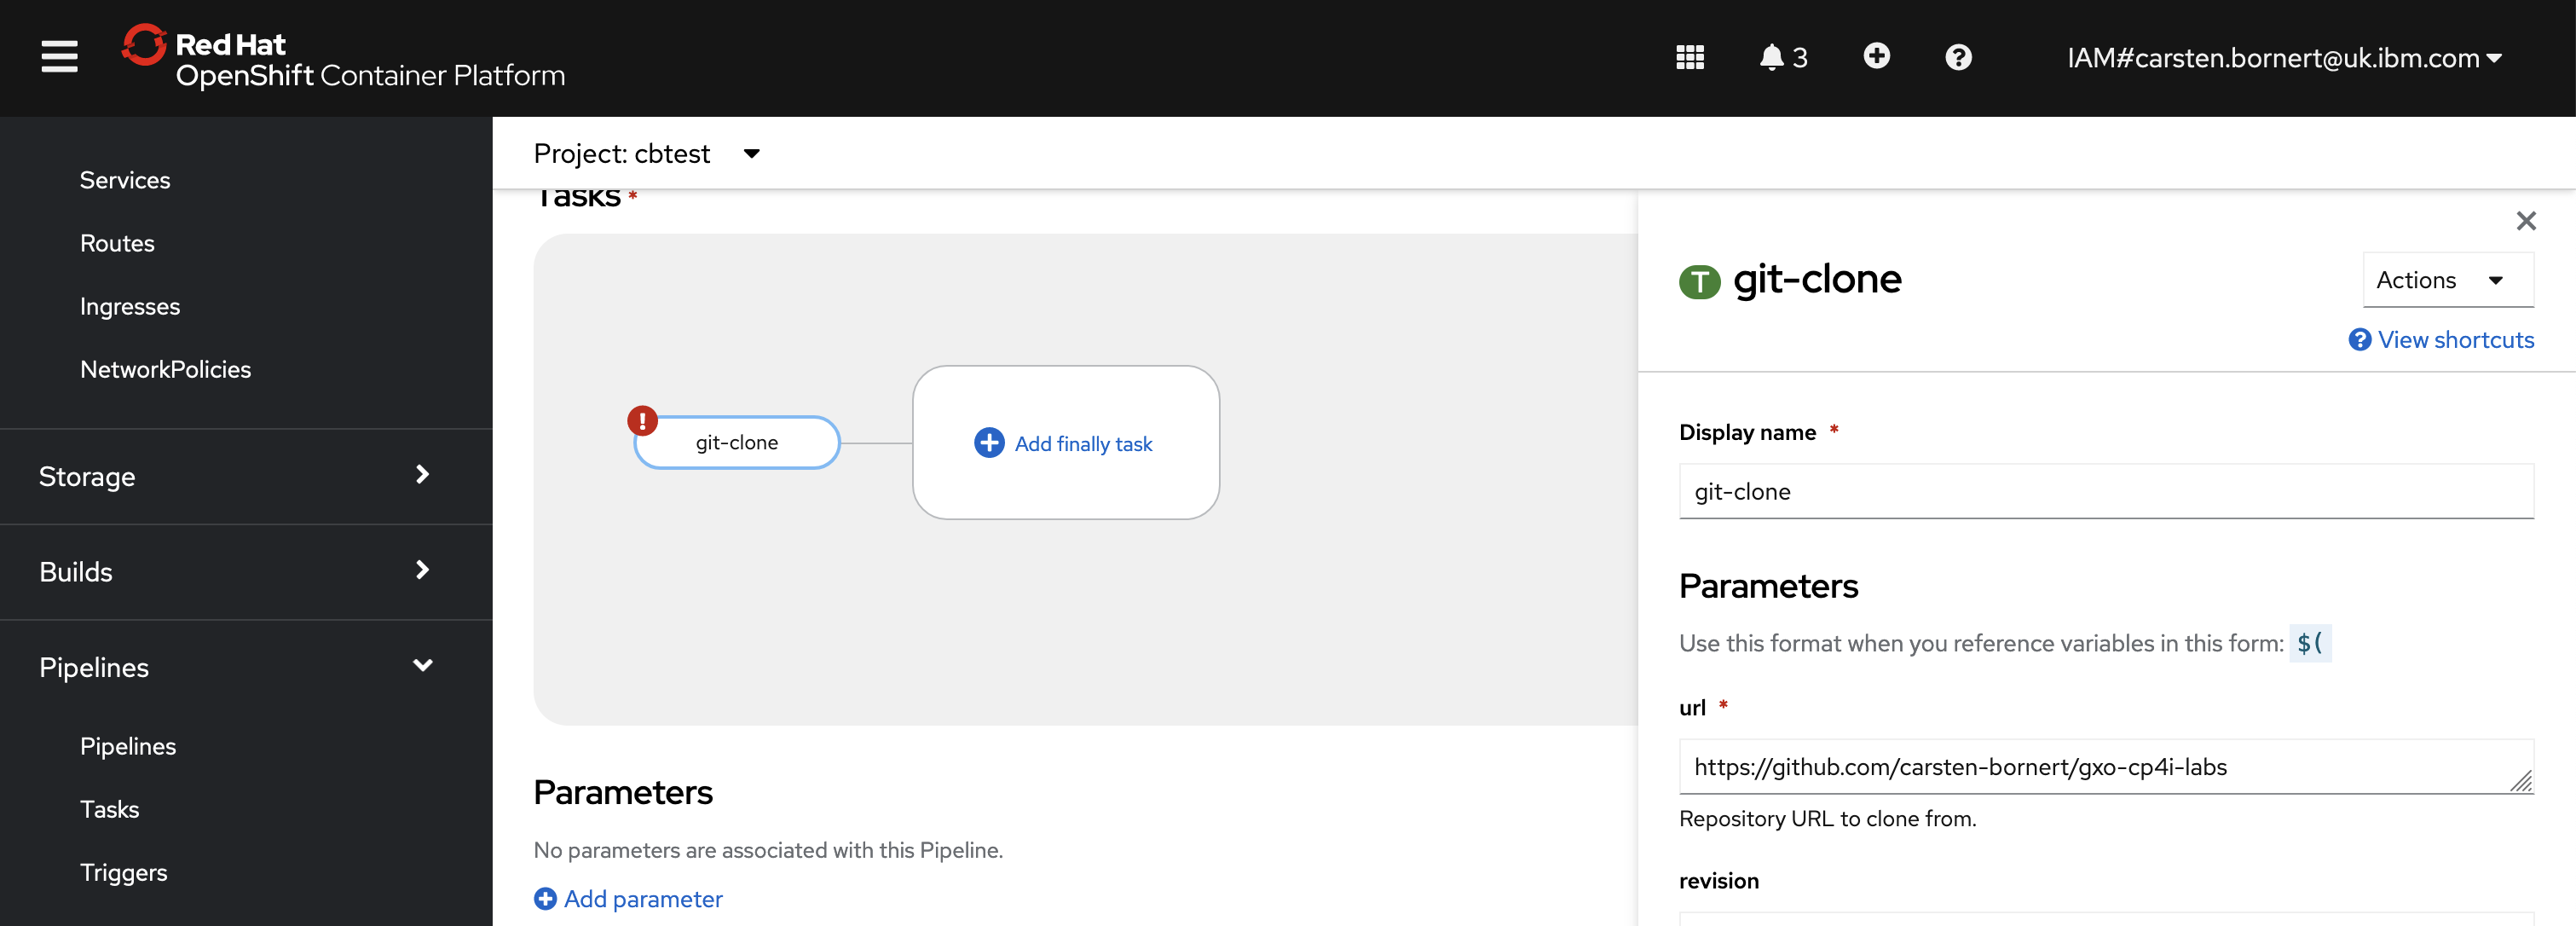 Red Hat
OpenShift Container Platform
3
IAM#carsten.bornert@uk.ibm.com
Services
Routes
Ingresses
NetworkPolicies
Storage
Builds
Pipelines
Pipelines
Tasks
Triggers
Project: cbtest
Tasks *
git-clone
Add finally task
Parameters
No parameters are associated with this Pipeline.
Add parameter
T git-clone
Actions
View shortcuts
Display name *
git-clone
Parameters
Use this format when you reference variables in this form: $(
url *
https://github.com/carsten-bornert/gxo-cp4i-labs
Repository URL to clone from.
revision